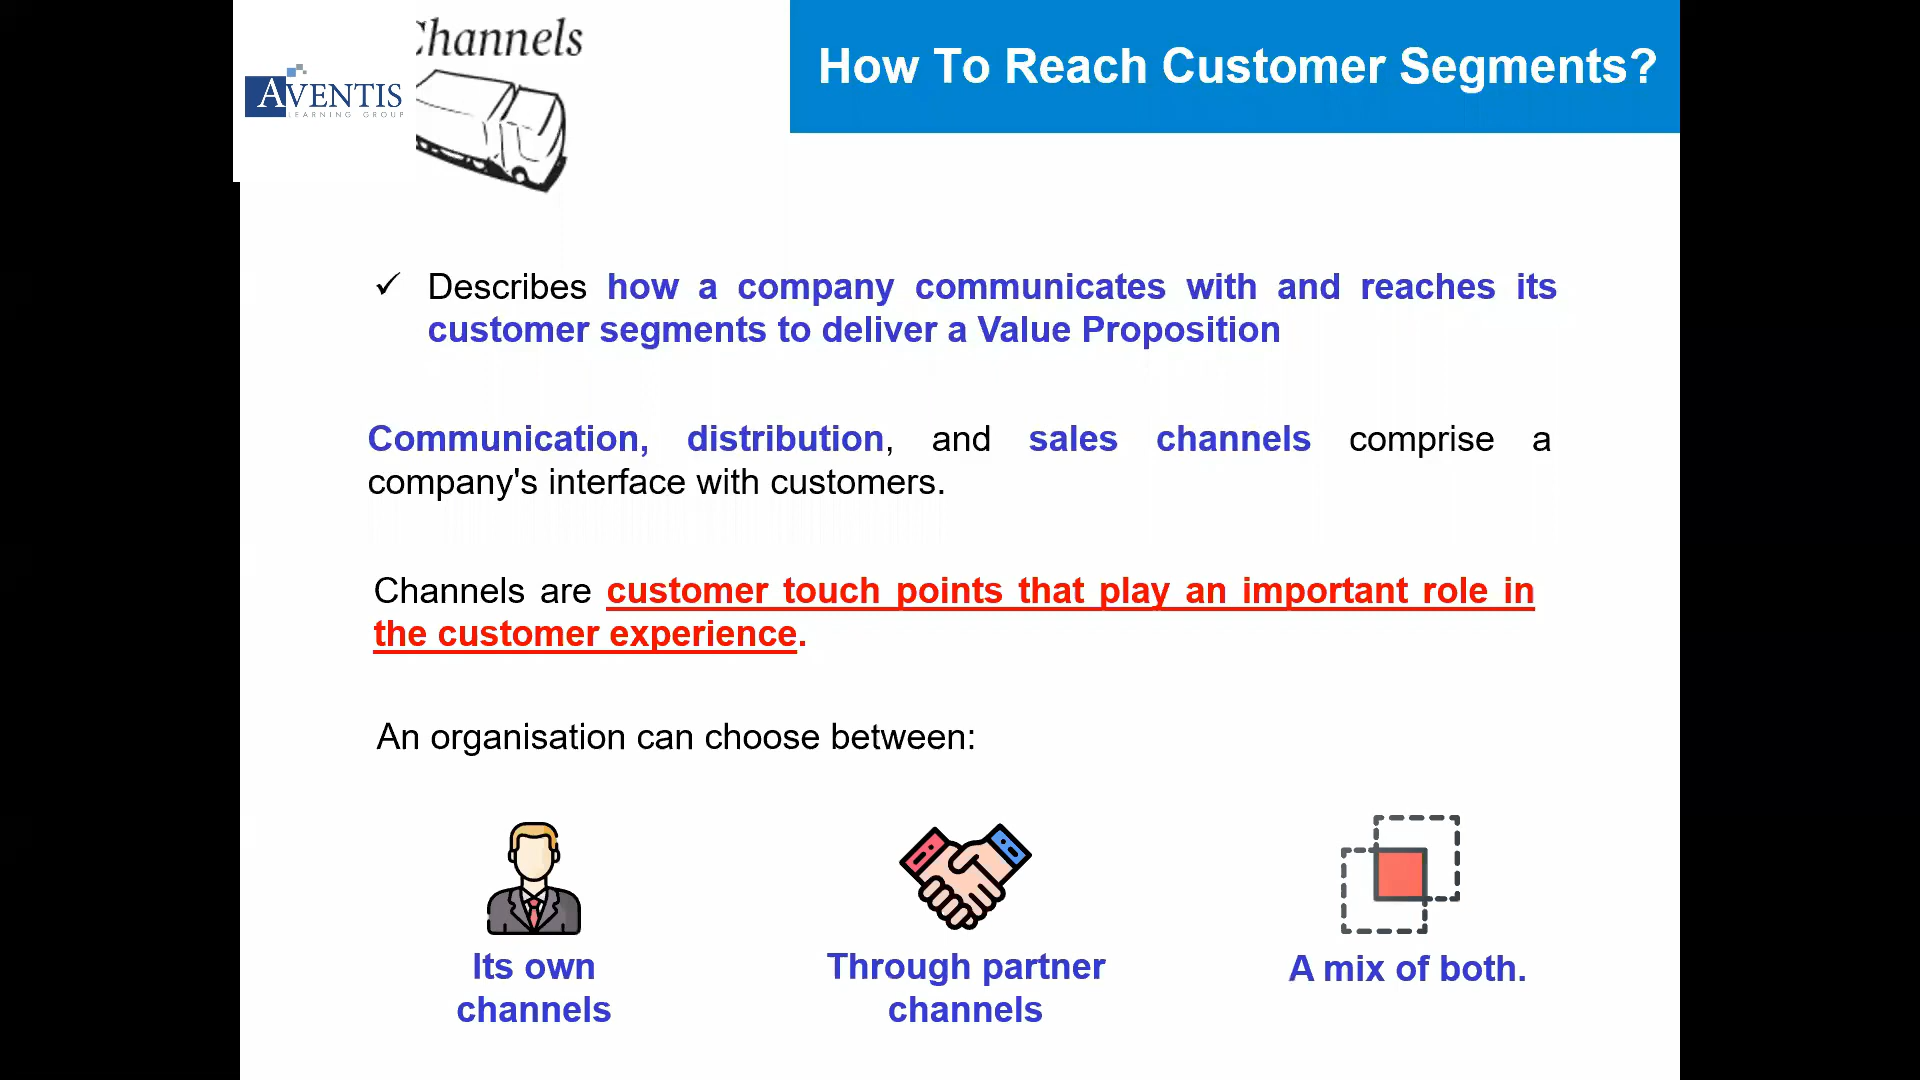 Channels
AVENTIS
LEARNING GROUP
How To Reach Customer Segments?
✓ Describes how a company communicates with and reaches its
customer segments to deliver a Value Proposition
Communication, distribution, and sales channels comprise a
company's interface with customers.
Channels are customer touch points that play an important role in
the customer experience.
An organisation can choose between:
Its own
channels
Through partner
channels
A mix of both.